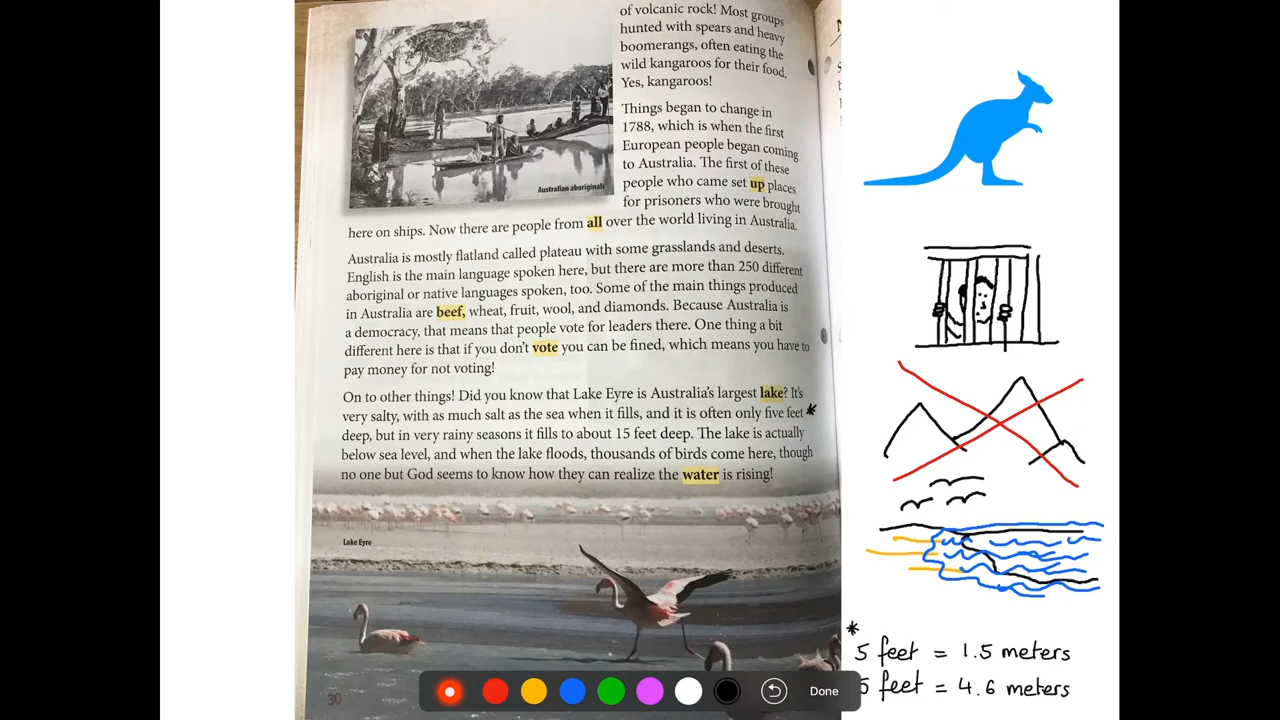 of volcanic rock! Most groups
hunted with spears and heavy
boomerangs, often eating the
wild kangaroos for their food.
Yes, kangaroos!
Things began to change in
1788, which is when the first
European people began coming
to Australia. The first of these
people who came set up places
for prisoners who were brought
Australian aboriginals
here on ships. Now there are people from all over the world living in Australia.
Australia is mostly flatland called plateau with some grasslands and deserts.
English is the main language spoken here, but there are more than 250 different
aboriginal or native languages spoken, too. Some of the main things produced
in Australia are beef, wheat, fruit, wool, and diamonds. Because Australia is
a democracy, that means that people vote for leaders there. One thing a bit
different here is that if you don't vote you can be fined, which means you have to
pay money for not voting!
On to other things! Did you know that Lake Eyre is Australia's largest lake? It's
very salty, with as much salt as the sea when it fills, and it is often only five feet *
deep, but in very rainy seasons it fills to about 15 feet deep. The lake is actually
below sea level, and when the lake floods, thousands of birds come here, though
no one but God seems to know how they can realize the water is rising!
Lake Eyre
30
*
5 feet = 1.5 meters
5 feet = 4.6 meters
Done